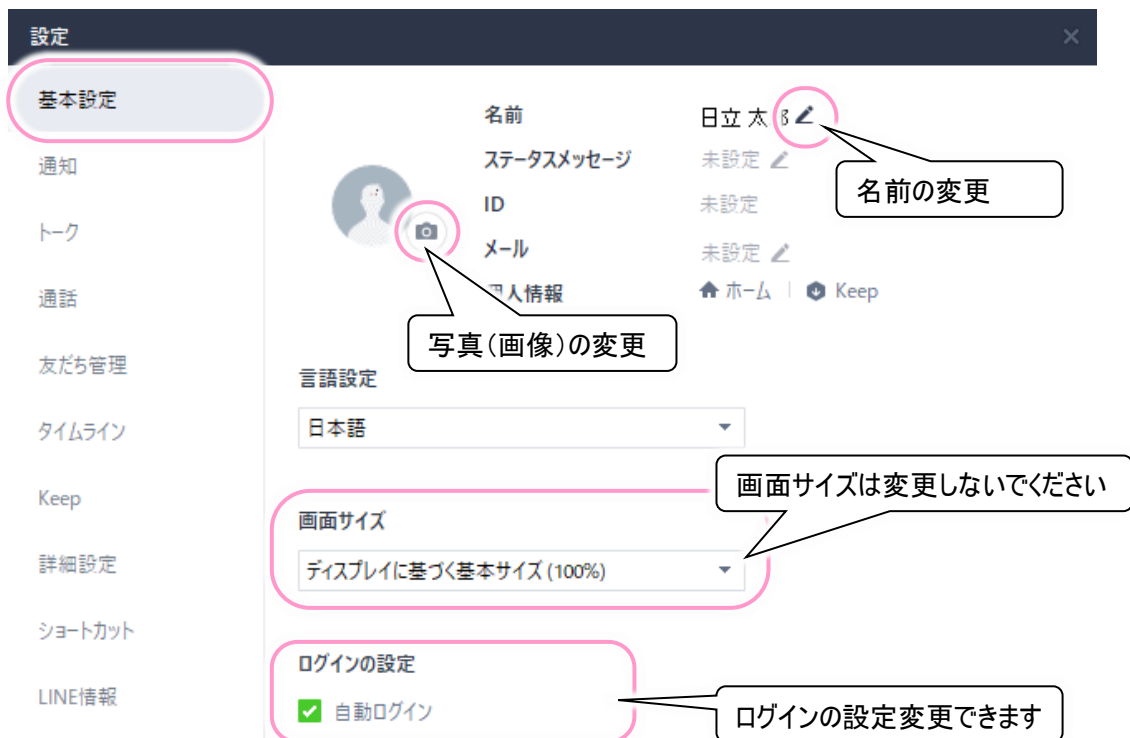 設定
基本設定
通知
トーク
通話
友だち管理
タイムライン
Keep
詳細設定
ショートカット
LINE情報
名前 日立 太
名前の変更
ステータスメッセージ 未設定
ID 未設定
メール 未設定
人情報 ホーム | Keep
写真(画像)の変更
言語設定
日本語
画面サイズは変更しないでください
画面サイズ
ディスプレイに基づく基本サイズ (100%)
ログインの設定
自動ログイン
ログインの設定変更できます